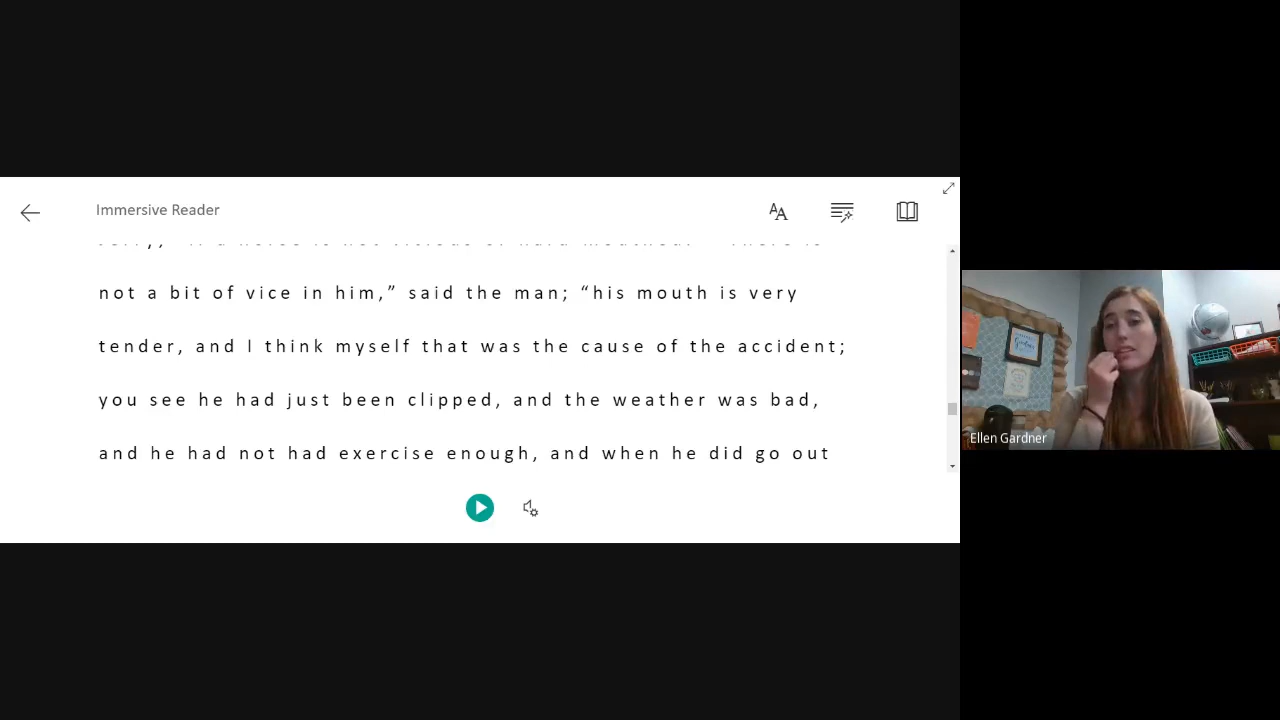 Immersive Reader
not a bit of vice in him,” said the man; “his mouth is very
tender, and I think myself that was the cause of the accident;
you see he had just been clipped, and the weather was bad,
and he had not had exercise enough, and when he did go out
Ellen Gardner